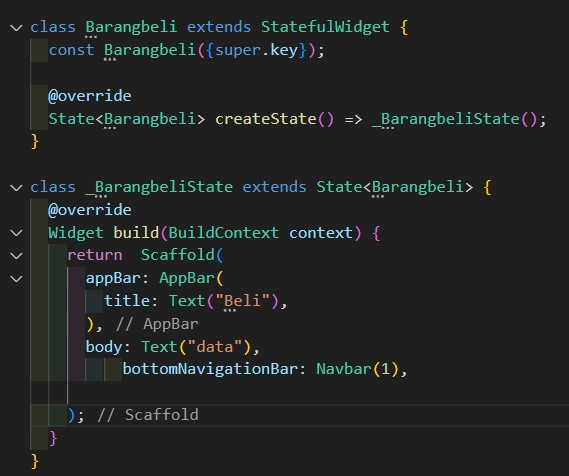 class Barangbeli extends StatefulWidget {
const Barangbeli({super.key});
@override
State<Barangbeli> createState() => _BarangbeliState();
}
class _BarangbeliState extends State<Barangbeli> {
@override
Widget build(BuildContext context) {
return  Scaffold(
appBar: AppBar(
title: Text("Beli"),
), // AppBar
body: Text("data"),
bottomNavigationBar: Navbar(1),
); // Scaffold
}
}